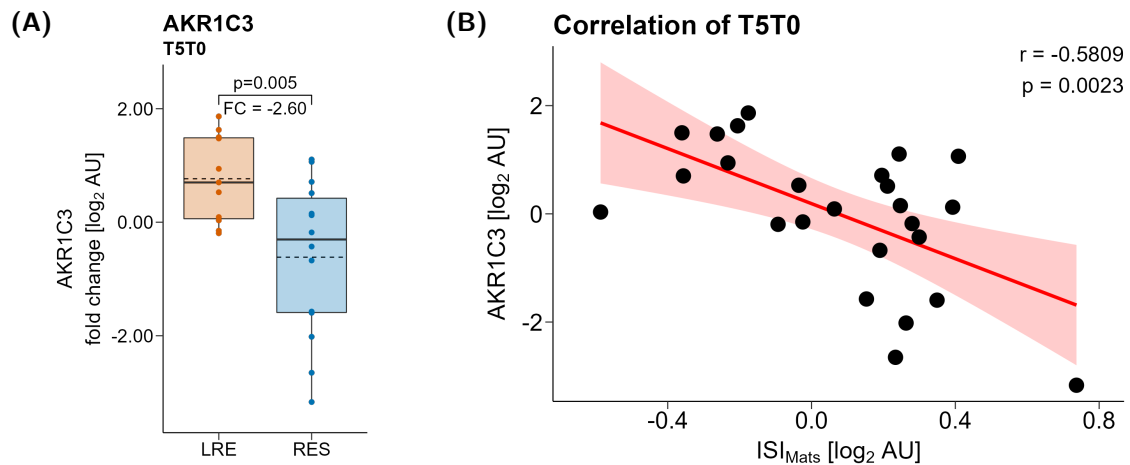 (A)
AKR1C3
T5T0
p=0.005
FC = -2.60
2.00
0.00
-2.00
AKR1C3
fold change [log₂ AU]
LRE
RES
(B)
Correlation of T5T0
r = -0.5809
p = 0.0023
2
0
-2
AKR1C3 [log₂ AU]
-0.4
0.0
0.4
0.8
ISI_Mats [log₂ AU]